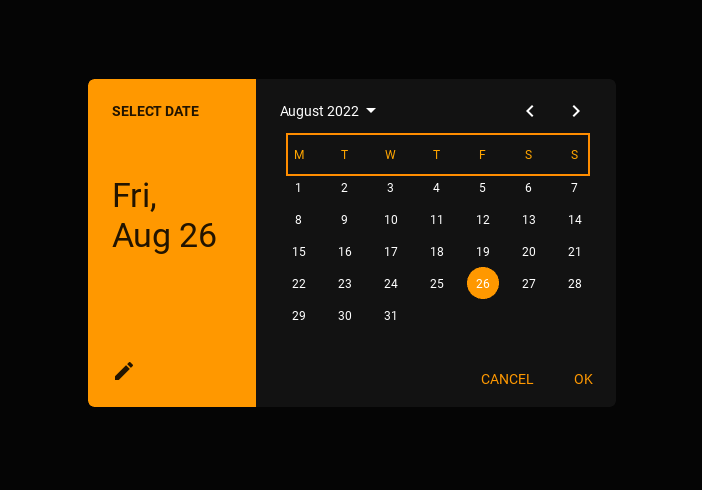 SELECT DATE
Fri,
Aug 26
August 2022
M T W T F S S
1 2 3 4 5 6 7
8 9 10 11 12 13 14
15 16 17 18 19 20 21
22 23 24 25 26 27 28
29 30 31
CANCEL OK